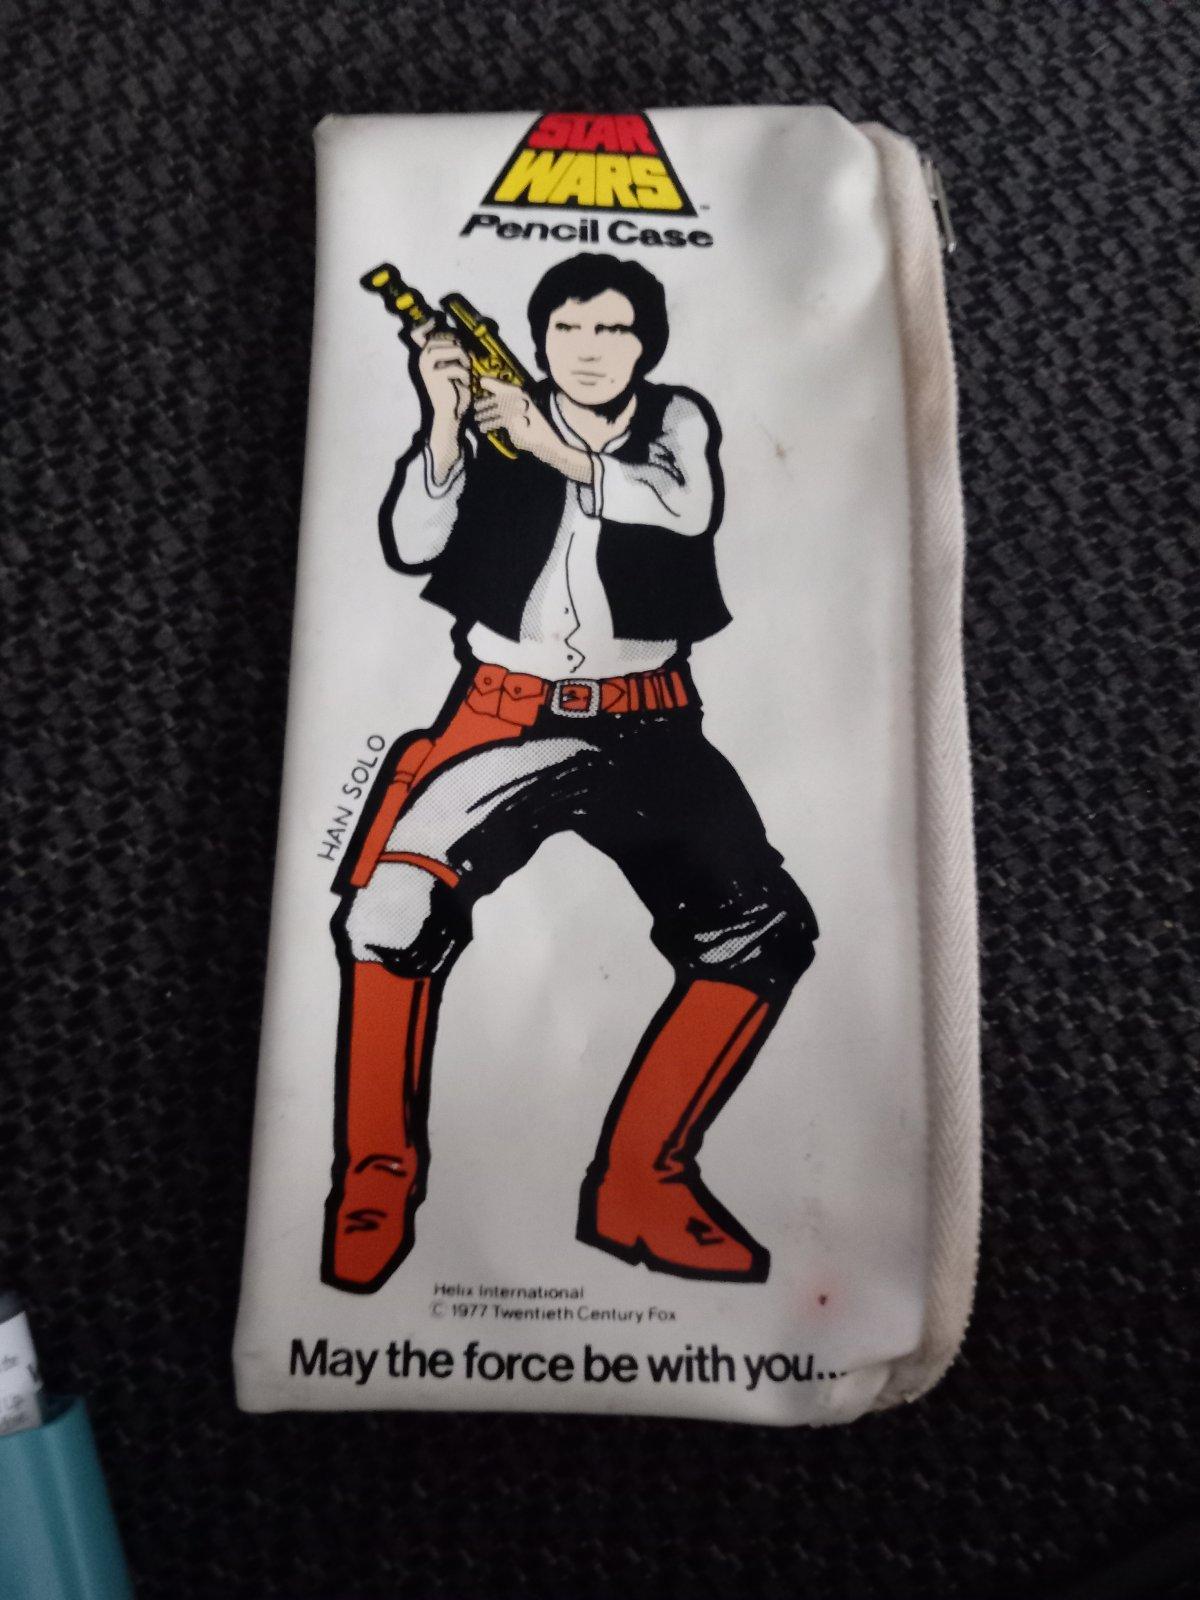 STAR
WARS
Pencil Case
HAN SOLO
Helix International
© 1977 Twentieth Century Fox
May the force be with you...